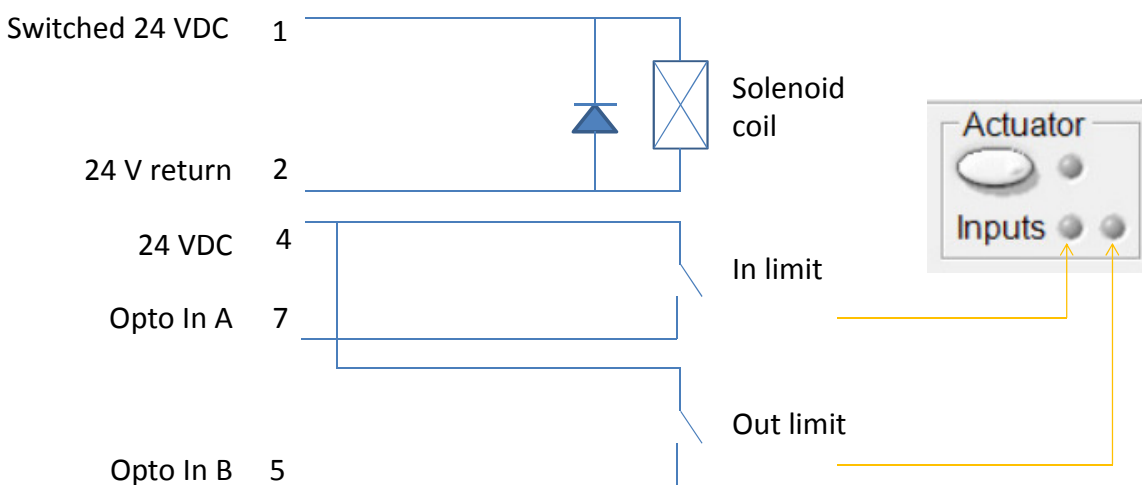 Switched 24 VDC 1
Solenoid
coil
24 V return 2
24 VDC 4
In limit
Opto In A 7
Out limit
Opto In B 5
Actuator
Inputs